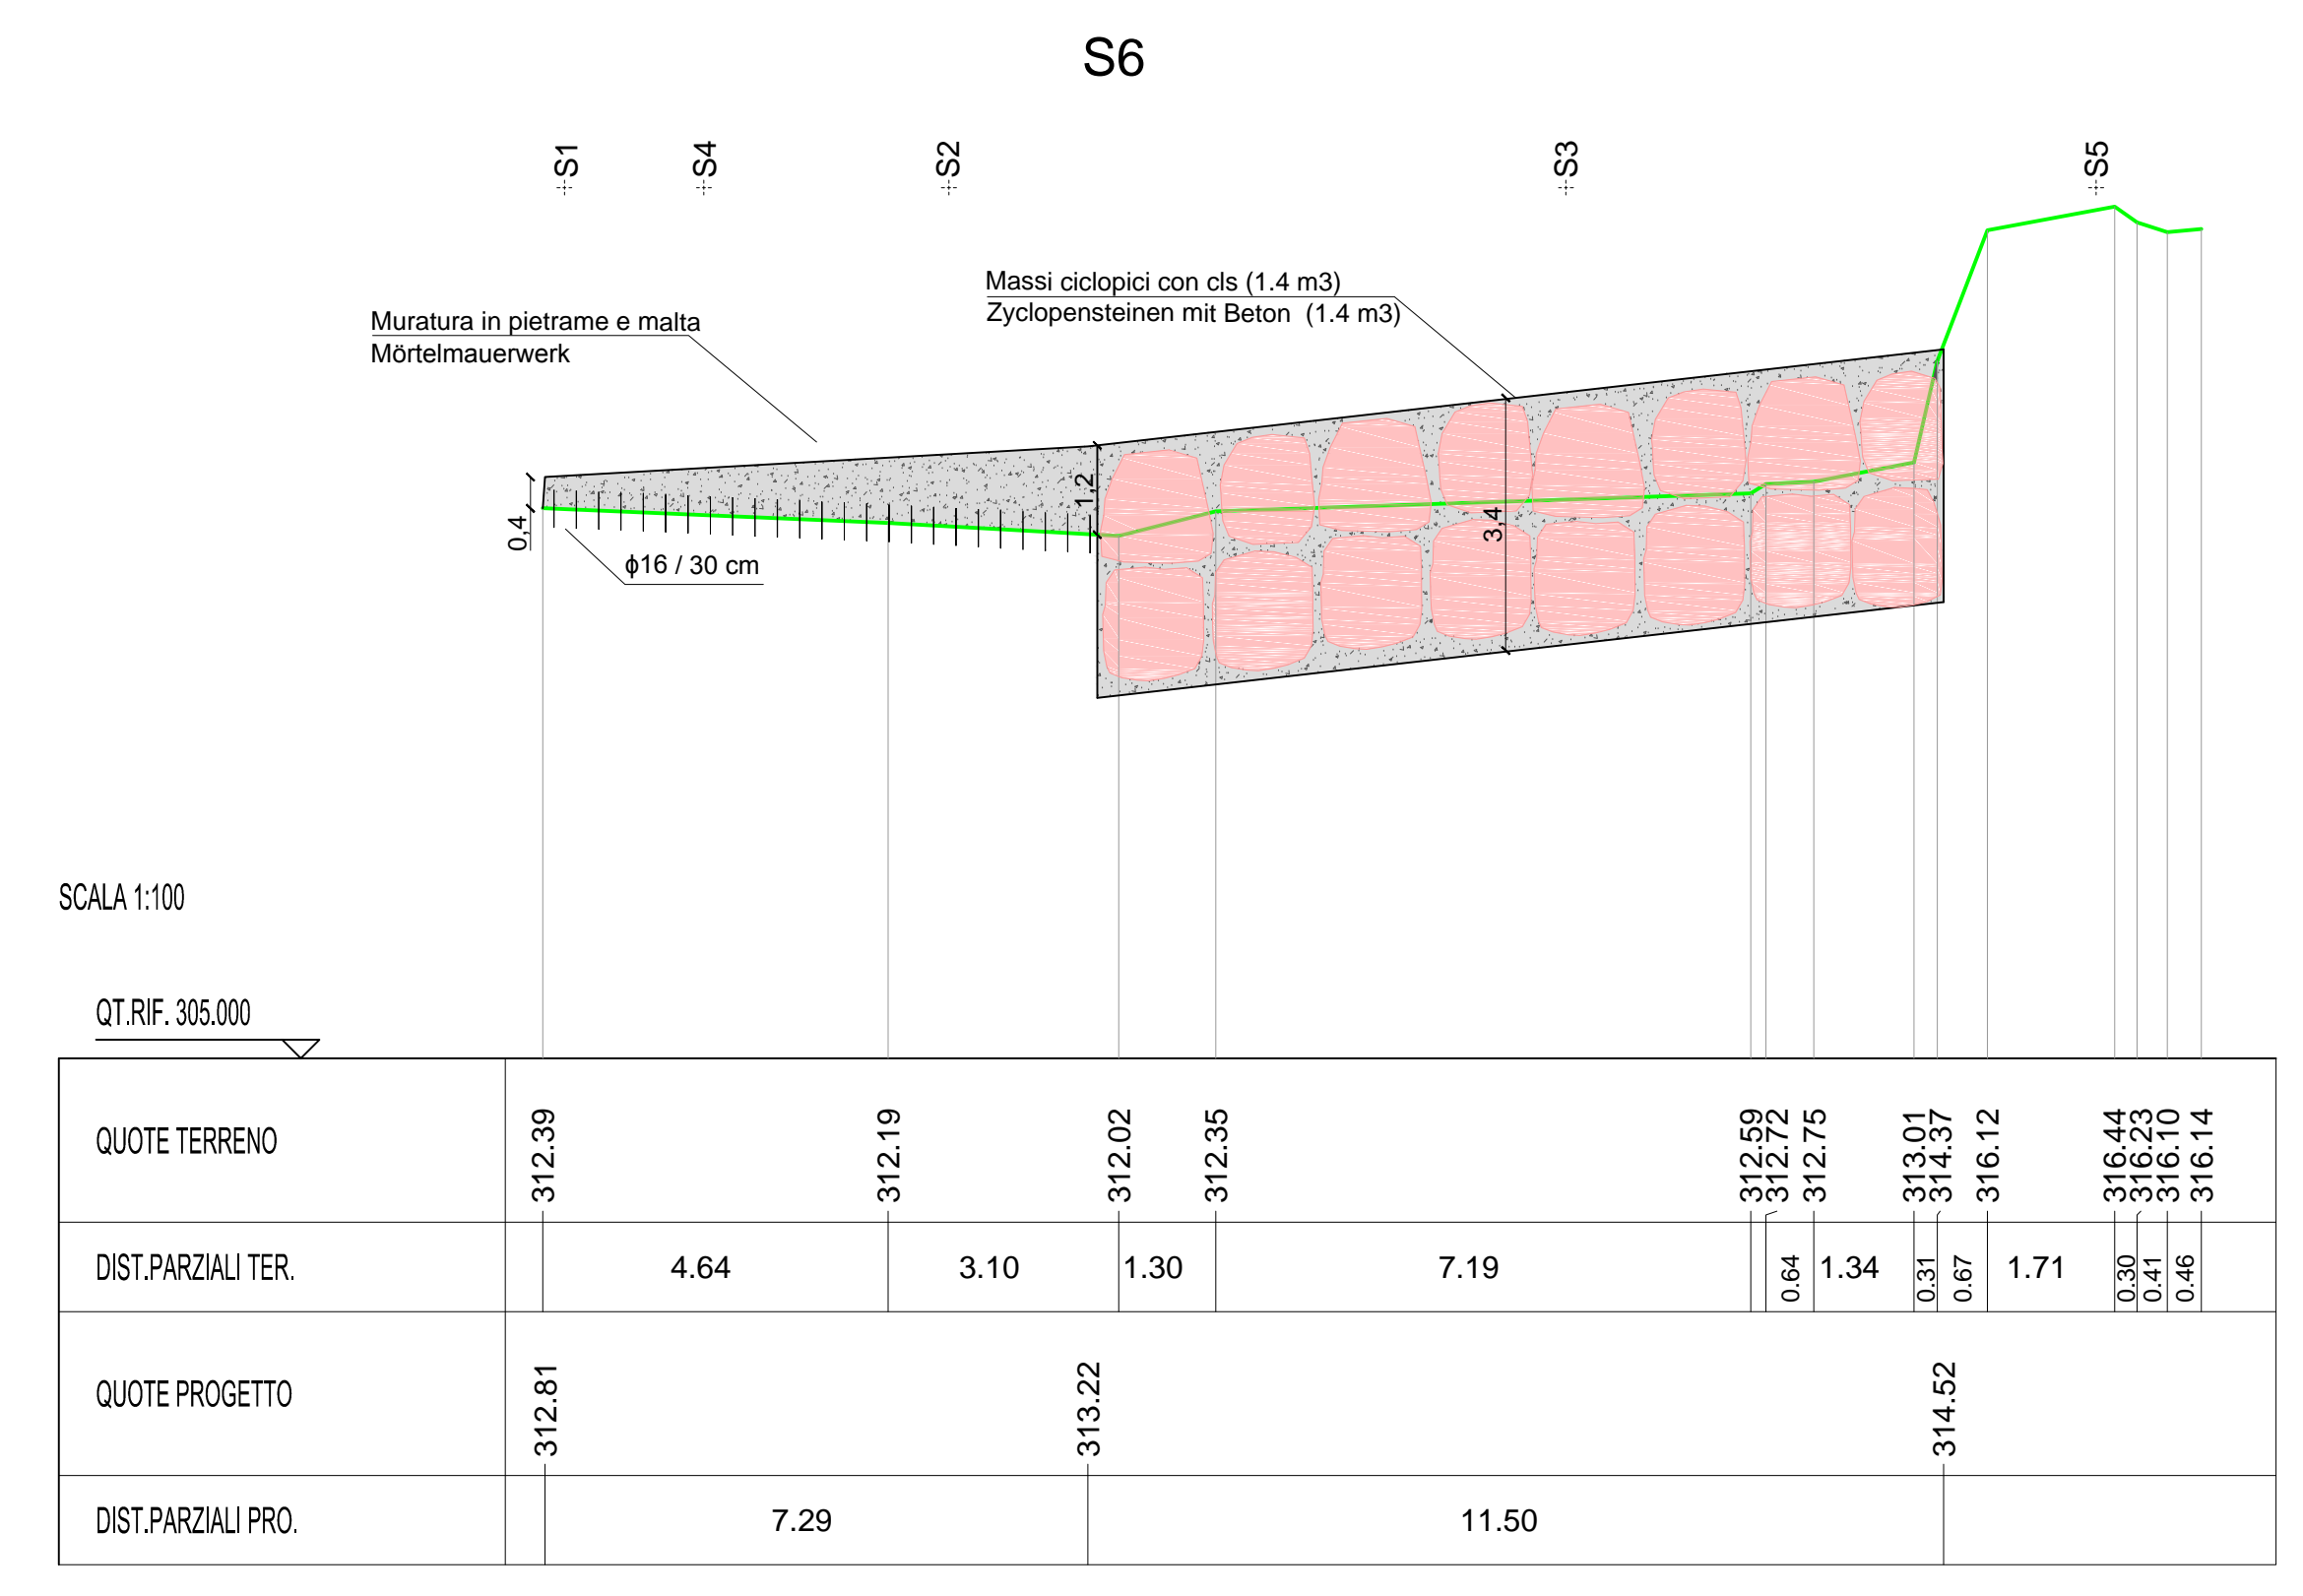 S6
S1
S4
S2
S3
S5
Massi ciclopici con cls (1.4 m3)
Zyclopensteinen mit Beton (1.4 m3)
Muratura in pietrame e malta
Mörtelmauerwerk
0,4
1,2
3,4
ϕ16 / 30 cm
SCALA 1:100
QT.RIF. 305.000
QUOTE TERRENO
312.39
312.19
312.02
312.35
312.59
312.72
312.75
313.01
314.37
316.12
316.44
316.23
316.10
316.14
DIST.PARZIALI TER.
4.64
3.10
1.30
7.19
0.64
1.34
0.31
0.67
1.71
0.30
0.41
0.46
QUOTE PROGETTO
312.81
313.22
314.52
DIST.PARZIALI PRO.
7.29
11.50